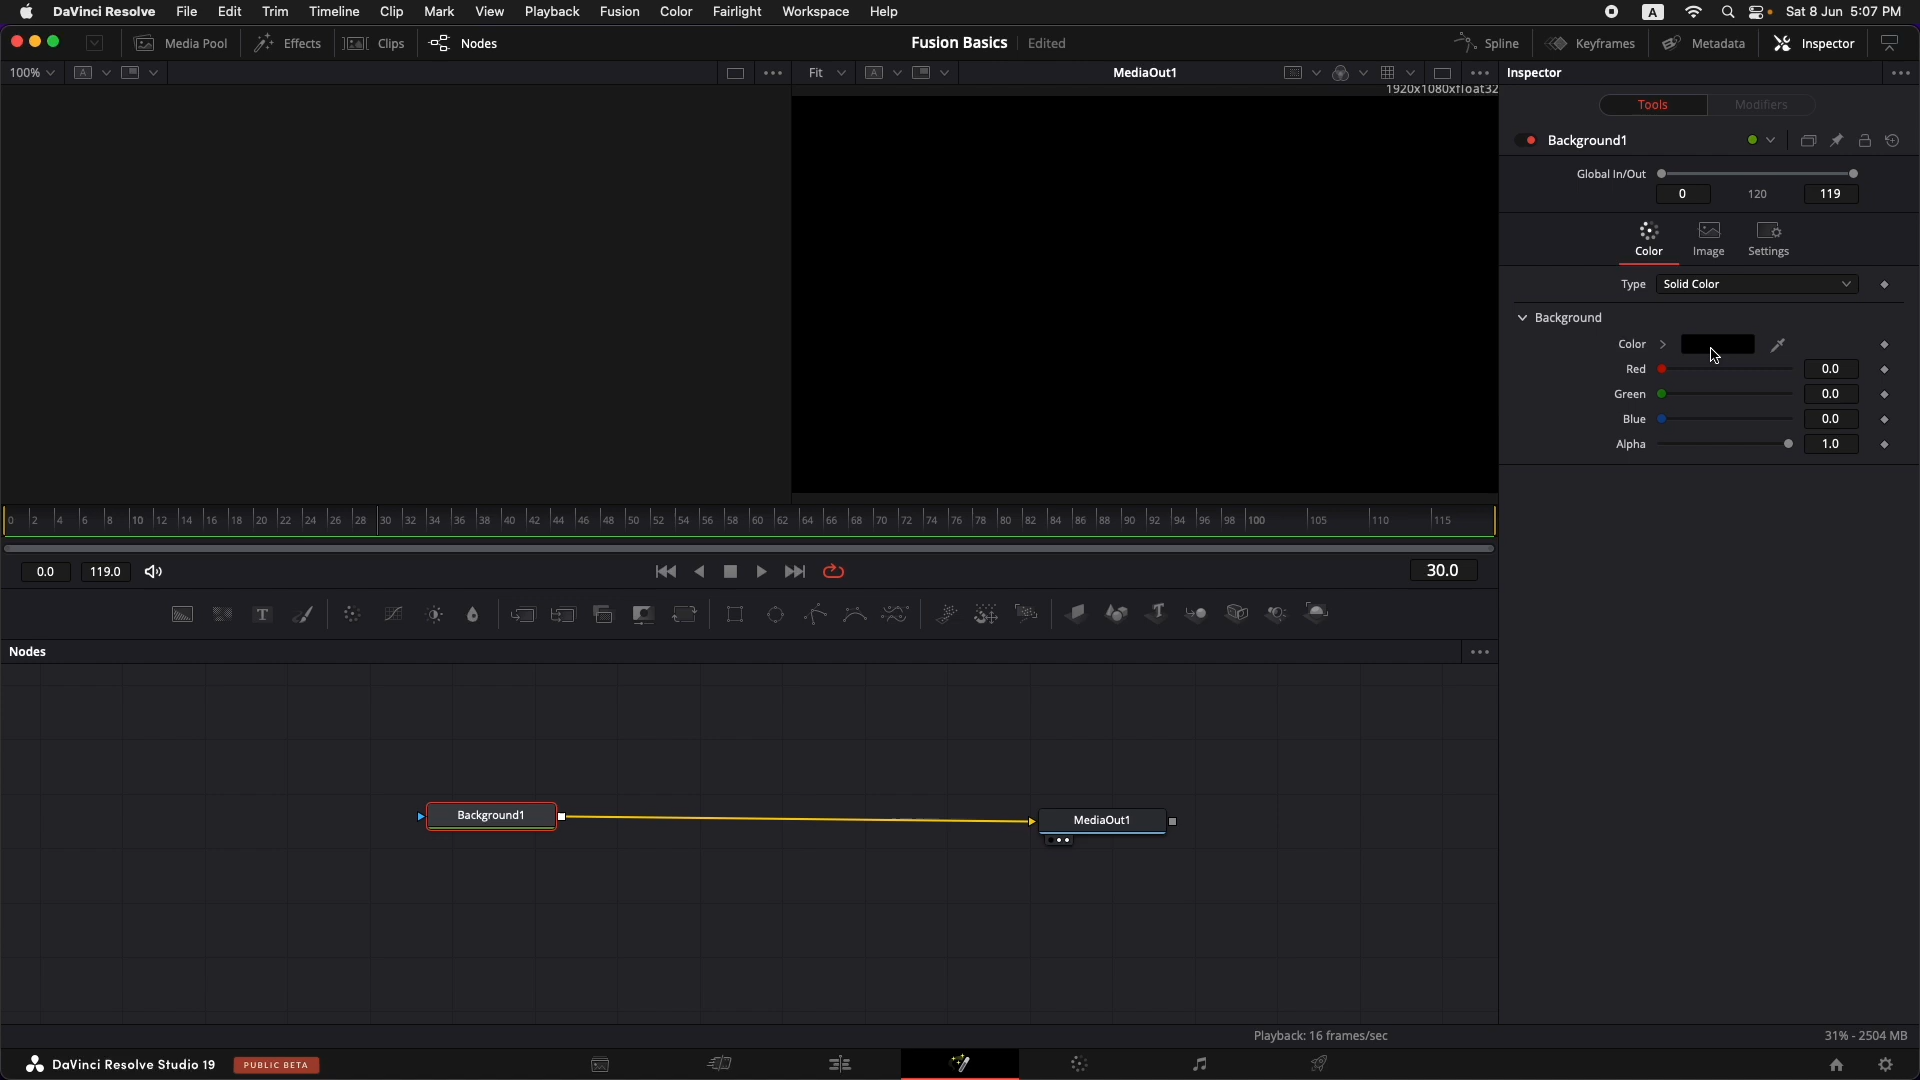 DaVinci Resolve File Edit Trim Timeline Clip Mark View Playback Fusion Color Fairlight Workspace Help A Sat 8 Jun 5:07 PM
Media Pool Effects Clips Nodes Fusion Basics Edited Spline Keyframes Metadata Inspector
100% A Fit A MediaOut1 Inspector
1920x1080xfloat32
Tools Modifiers
Background1
Global In/Out
0 120 119
Color Image Settings
Type Solid Color
Background
Color
Red 0.0
Green 0.0
Blue 0.0
Alpha 1.0
0 2 4 6 8 10 12 14 16 18 20 22 24 26 28 30 32 34 36 38 40 42 44 46 48 50 52 54 56 58 60 62 64 66 68 70 72 74 76 78 80 82 84 86 88 90 92 94 96 98 100 105 110 115
0.0 119.0 30.0
T T
Nodes
Background1 MediaOut1
Playback: 16 frames/sec 31% - 2504 MB
DaVinci Resolve Studio 19 PUBLIC BETA